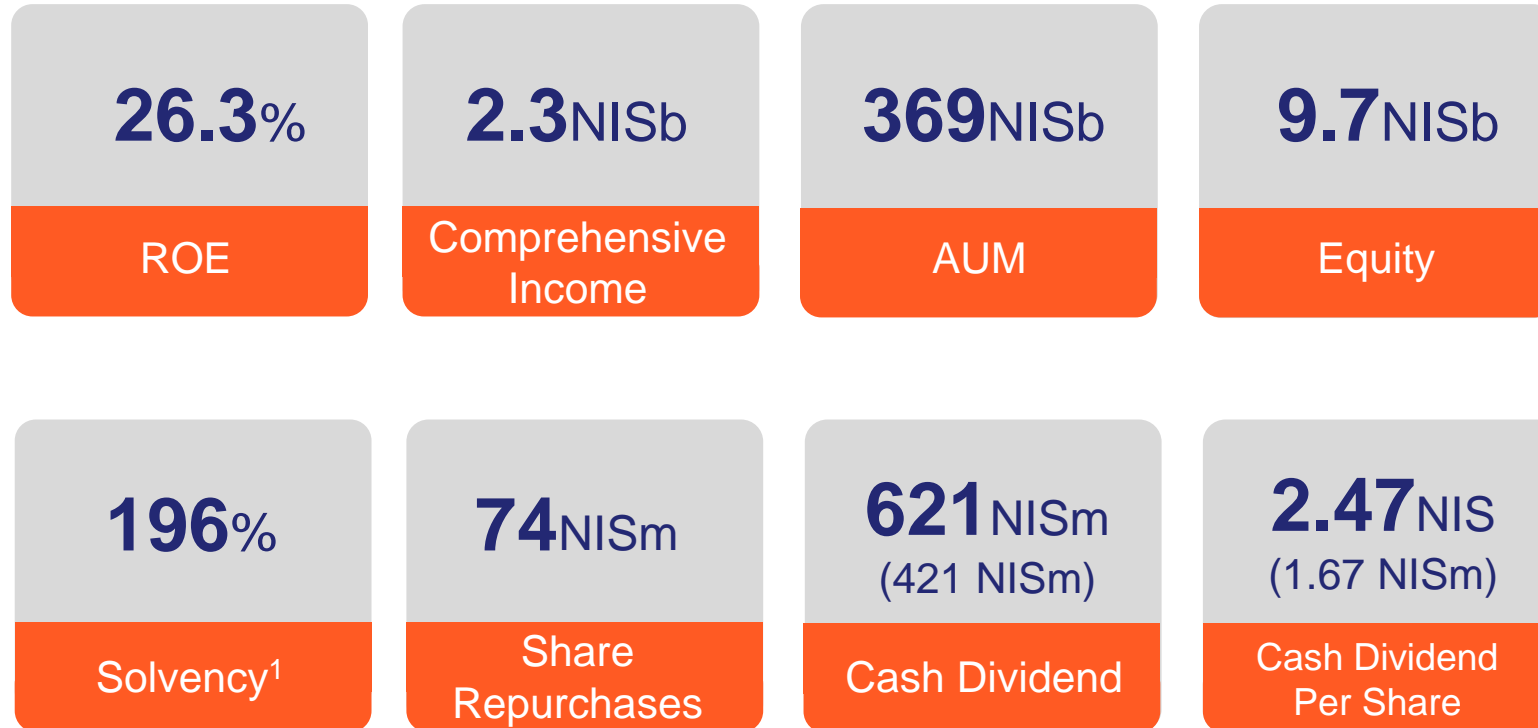 26.3%
ROE
2.3NISb
Comprehensive
Income
369NISb
AUM
9.7NISb
Equity
196%
Solvency1
74NISm
Share
Repurchases
621NISm
(421 NISm)
Cash Dividend
2.47NIS
(1.67 NISm)
Cash Dividend
Per Share